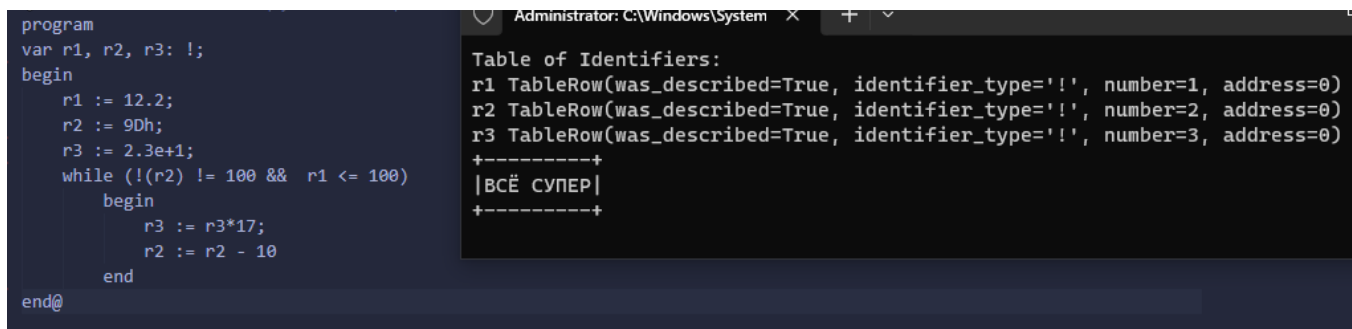 program
var r1, r2, r3: !;
begin
    r1 := 12.2;
    r2 := 9Dh;
    r3 := 2.3e+1;
    while (!(r2) != 100 &&  r1 <= 100)
        begin
            r3 := r3*17;
            r2 := r2 - 10
        end
end@
Administrator: C:\Windows\System
Table of Identifiers:
r1 TableRow(was_described=True, identifier_type='!', number=1, address=0)
r2 TableRow(was_described=True, identifier_type='!', number=2, address=0)
r3 TableRow(was_described=True, identifier_type='!', number=3, address=0)
+---------+
|ВСЁ СУПЕР|
+---------+